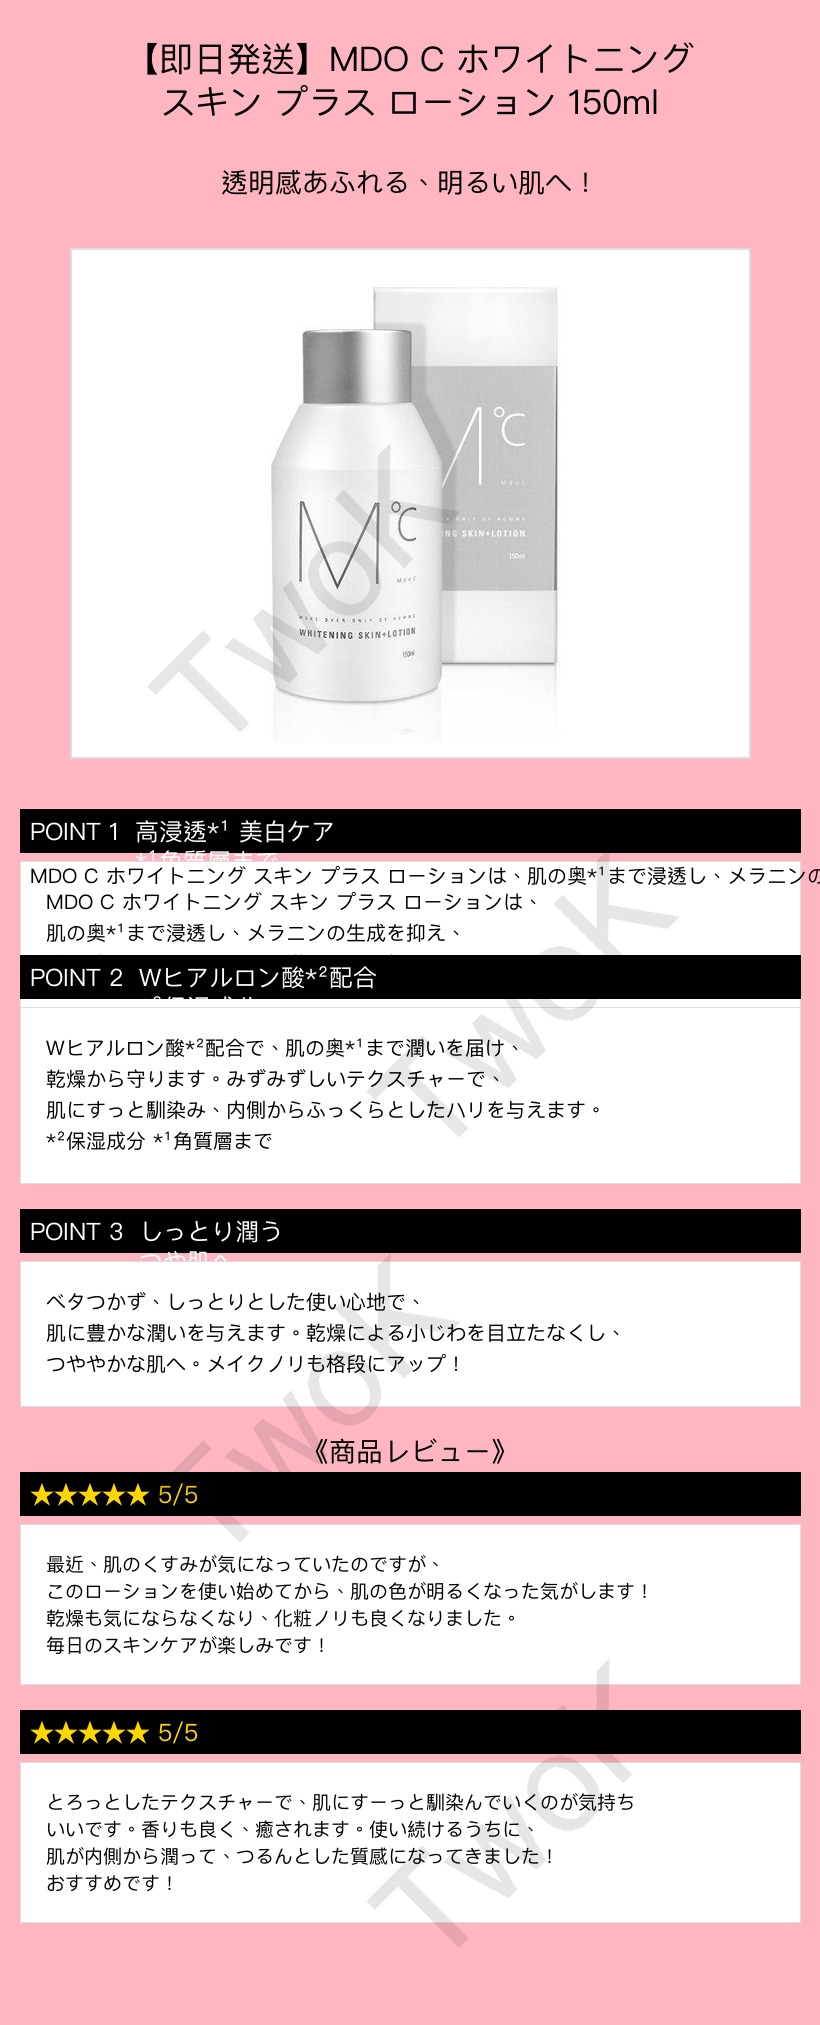 【即日発送】MDO C ホワイトニング
スキン プラス ローション 150ml
透明感あふれる、明るい肌へ！
M℃
MdoC
MAKE OVER ONLY OF HOMME
WHITENING SKIN+LOTION
150ml
℃
MdoC
ONLY OF HOMME
NG SKIN+LOTION
150ml
TwoK
POINT 1 高浸透*¹ 美白ケア
*¹角質層まで
MDO C ホワイトニング スキン プラス ローションは、肌の奥*¹まで浸透し、メラニンの
MDO C ホワイトニング スキン プラス ローションは、
肌の奥*¹まで浸透し、メラニンの生成を抑え、
POINT 2 Wヒアルロン酸*²配合
*²保湿成分
Wヒアルロン酸*²配合で、肌の奥*¹まで潤いを届け、
乾燥から守ります。みずみずしいテクスチャーで、
肌にすっと馴染み、内側からふっくらとしたハリを与えます。
*²保湿成分 *¹角質層まで
TwoK
POINT 3 しっとり潤う
つや肌へ
ベタつかず、しっとりとした使い心地で、
肌に豊かな潤いを与えます。乾燥による小じわを目立たなくし、
つややかな肌へ。メイクノリも格段にアップ！
TwoK
《商品レビュー》
★★★★★ 5/5
最近、肌のくすみが気になっていたのですが、
このローションを使い始めてから、肌の色が明るくなった気がします！
乾燥も気にならなくなり、化粧ノリも良くなりました。
毎日のスキンケアが楽しみです！
★★★★★ 5/5
とろっとしたテクスチャーで、肌にすーっと馴染んでいくのが気持ち
いいです。香りも良く、癒されます。使い続けるうちに、
肌が内側から潤って、つるんとした質感になってきました！
おすすめです！
TwoK